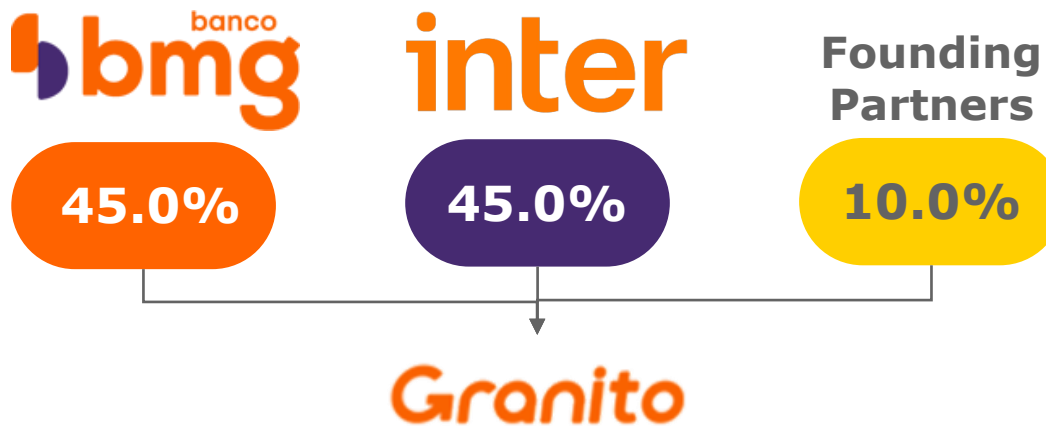 banco
bmg
inter
Founding
Partners
45.0%
45.0%
10.0%
Granito